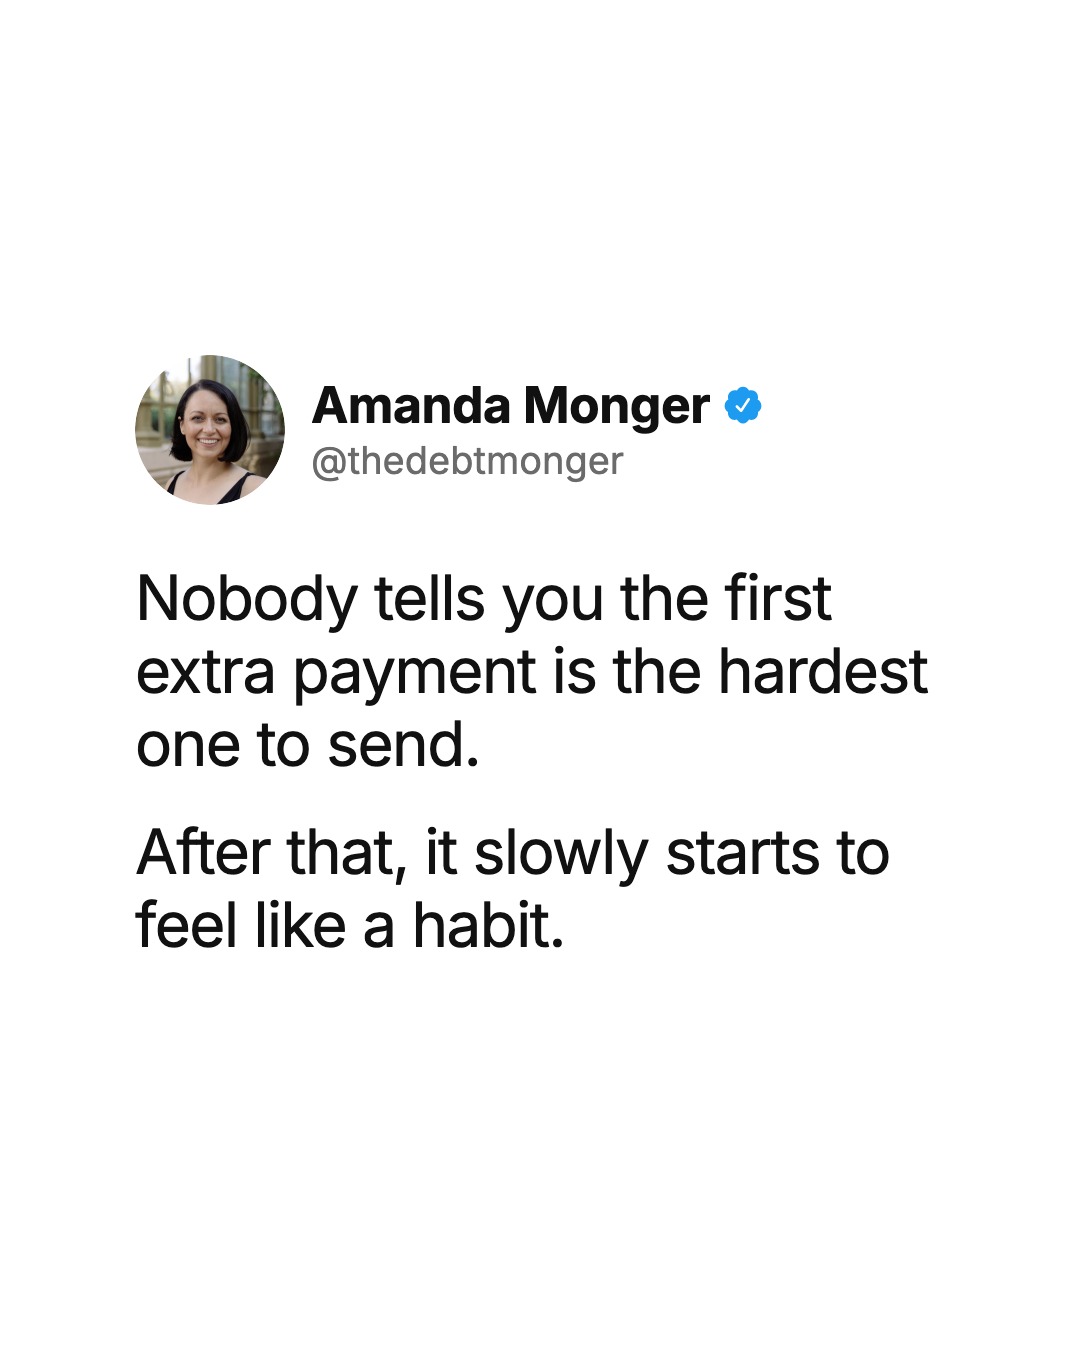 Amanda Monger
@thedebtmonger
Nobody tells you the first
extra payment is the hardest
one to send.
After that, it slowly starts to
feel like a habit.